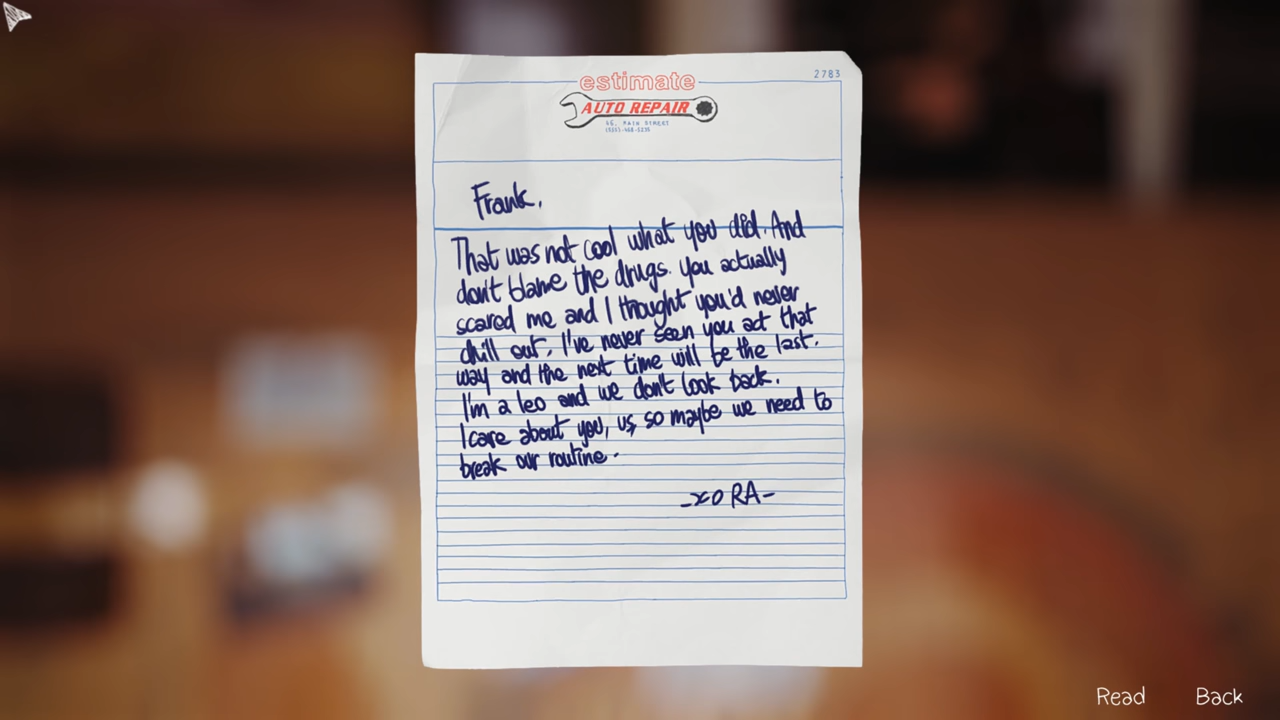 estimate
2783
AUTO REPAIR
45, MAIN STREET
Frank,
That was not cool what you did. And
don't blame the drugs. You actually
scared me and I thought you'd never
chill out. I've never seen you act that
way and the next time will be the last.
I'm a leo and we don't look back.
I care about you, us, so maybe we need to
break our routine.
-xo RA-
Read Back